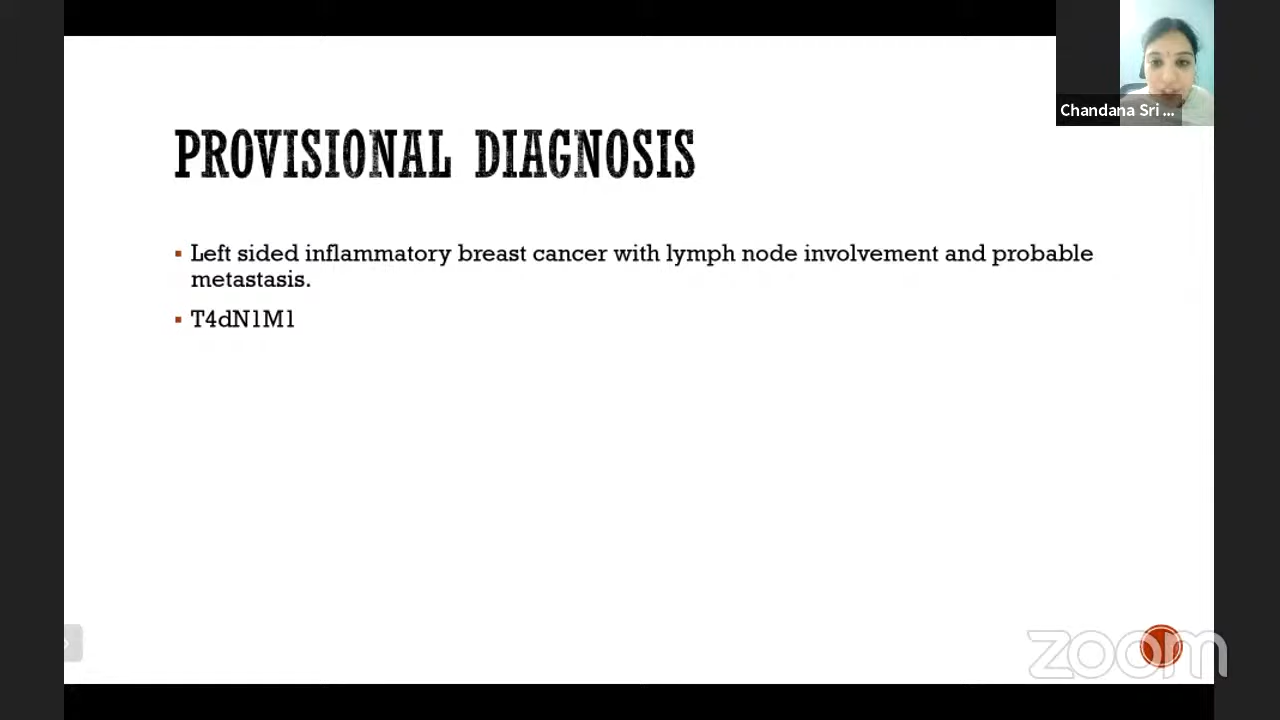 Chandana Sri ...
PROVISIONAL DIAGNOSIS
▪ Left sided inflammatory breast cancer with lymph node involvement and probable
metastasis.
▪ T4dN1M1
zoom